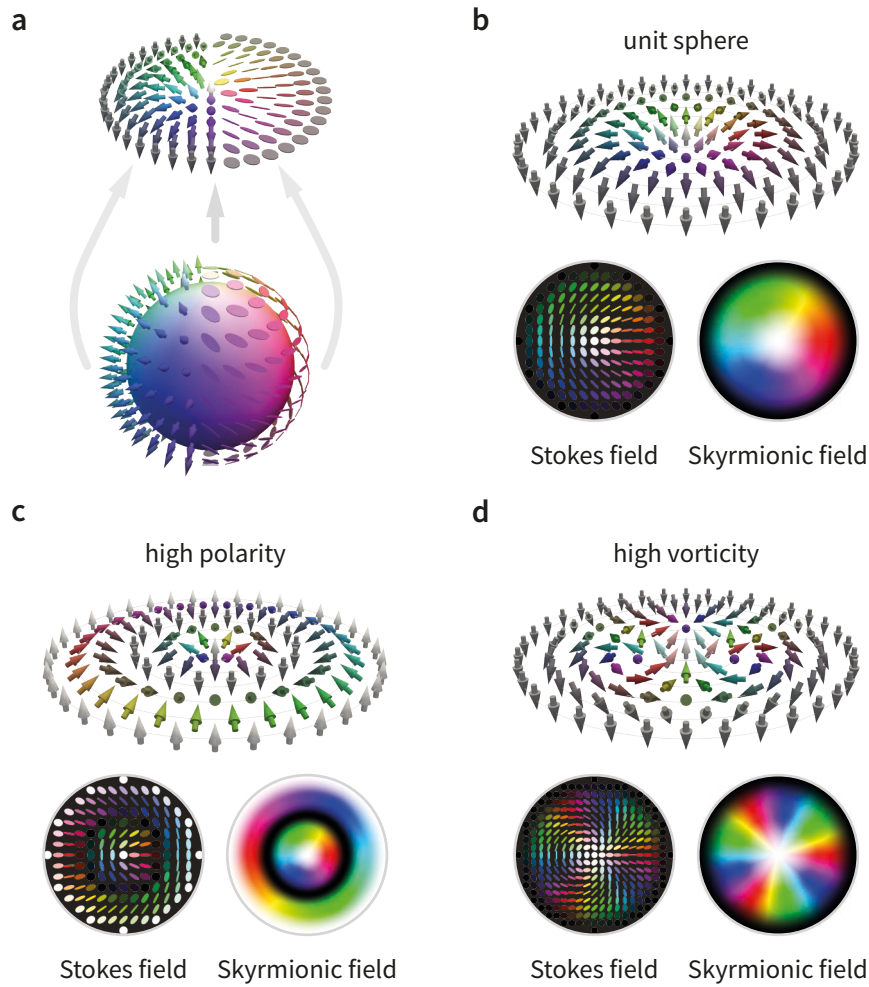 a
b
unit sphere
Stokes field
Skyrmionic field
c
high polarity
Stokes field
Skyrmionic field
d
high vorticity
Stokes field
Skyrmionic field